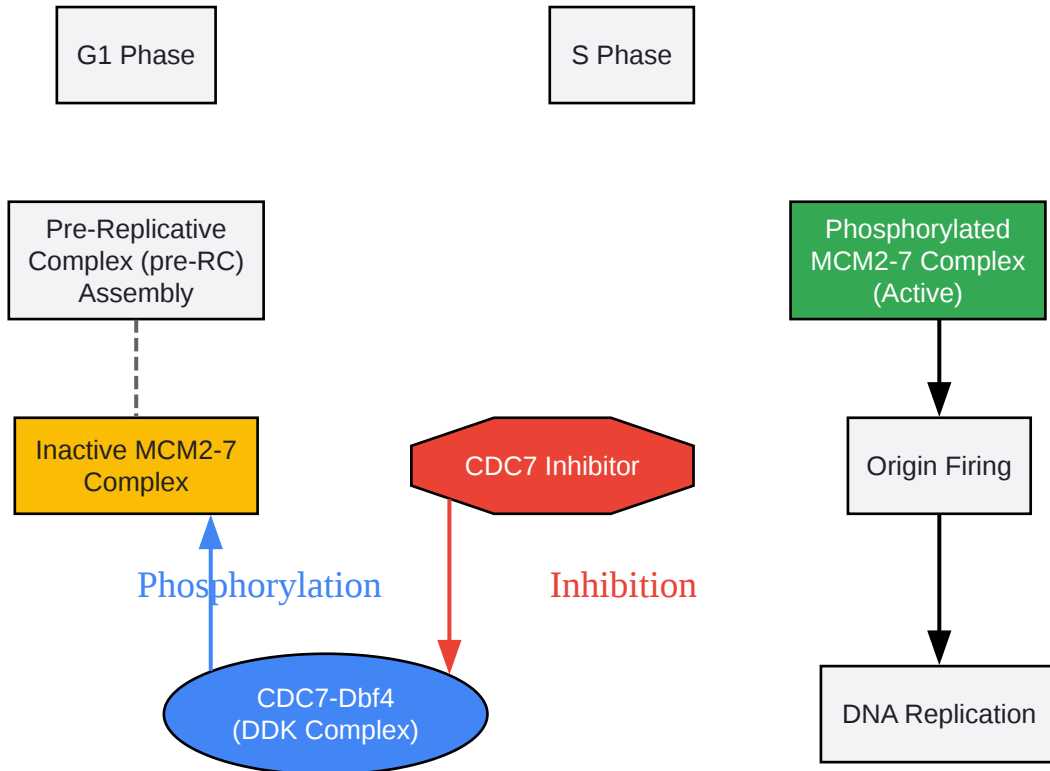 G1 Phase
S Phase
Pre-Replicative
Complex (pre-RC)
Assembly
Phosphorylated
MCM2-7 Complex
(Active)
Inactive MCM2-7
Complex
CDC7 Inhibitor
Origin Firing
Phosphorylation
Inhibition
CDC7-Dbf4
(DDK Complex)
DNA Replication